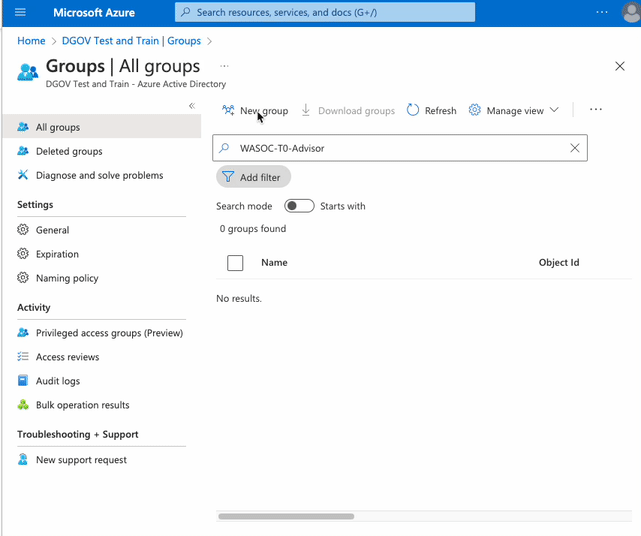 Microsoft Azure
Search resources, services, and docs (G+/)
Home > DGOV Test and Train | Groups >
Groups | All groups
DGOV Test and Train - Azure Active Directory
All groups
Deleted groups
Diagnose and solve problems
Settings
General
Expiration
Naming policy
Activity
Privileged access groups (Preview)
Access reviews
Audit logs
Bulk operation results
Troubleshooting + Support
New support request
New group
Download groups
Refresh
Manage view
WASOC-T0-Advisor
Add filter
Search mode
Starts with
0 groups found
Name
Object Id
No results.